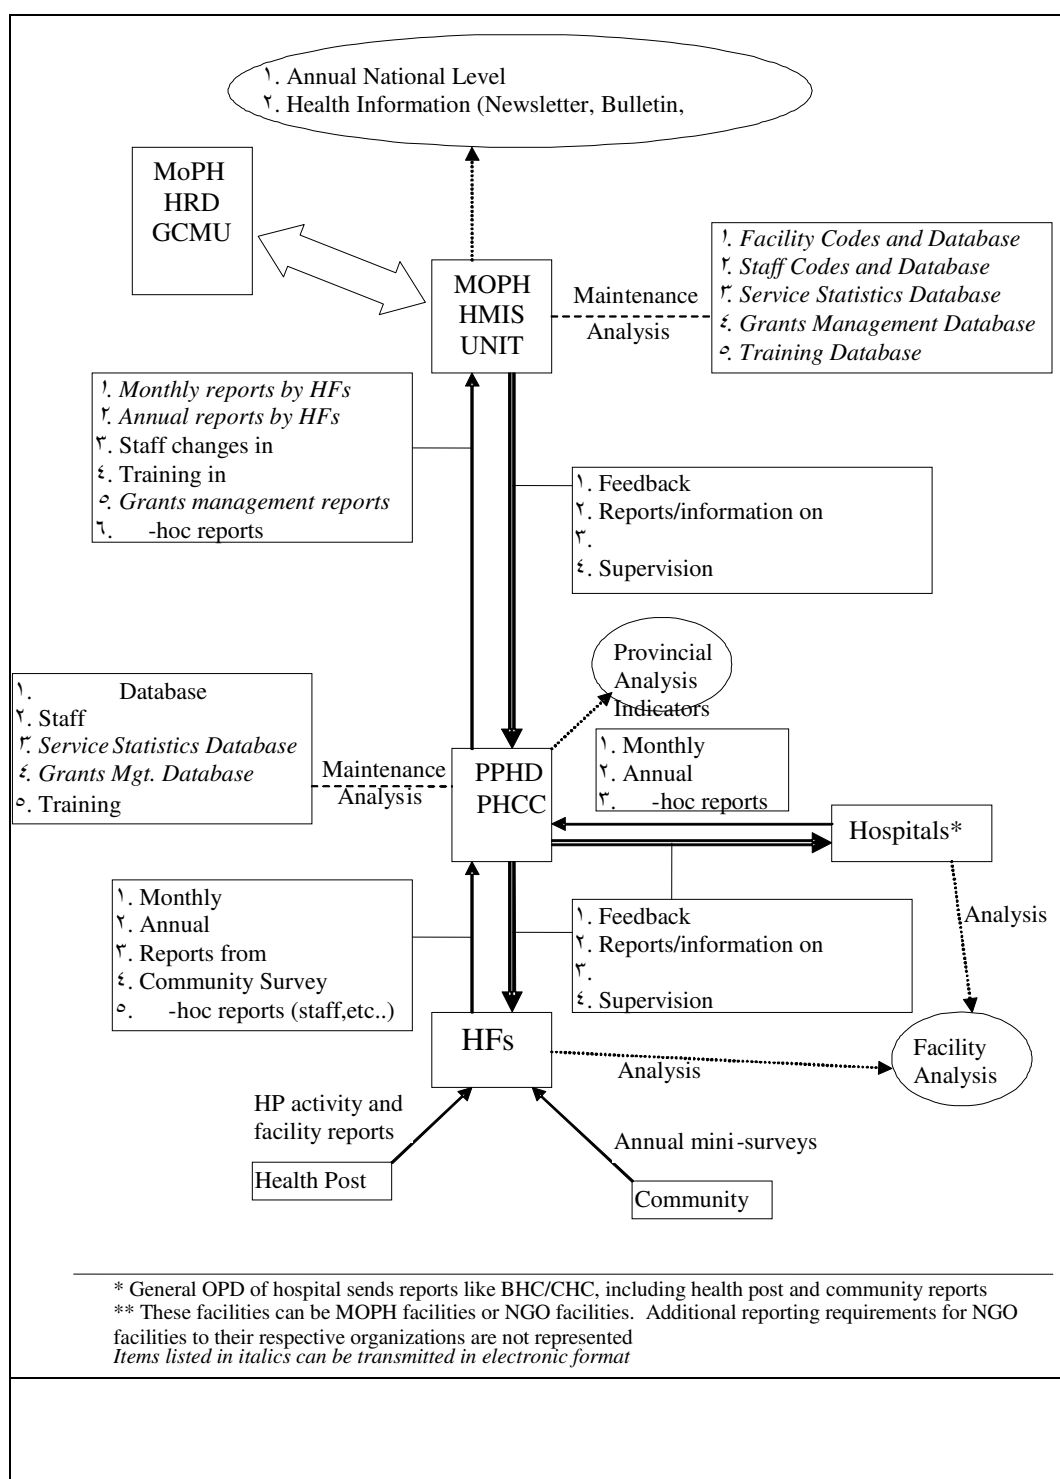 ١. Annual National Level
٢. Health Information (Newsletter, Bulletin,
MoPH
HRD
GCMU
MOPH
HMIS
UNIT
Maintenance
Analysis
١. Facility Codes and Database
٢. Staff Codes and Database
٣. Service Statistics Database
٤. Grants Management Database
٥. Training Database
١. Monthly reports by HFs
٢. Annual reports by HFs
٣. Staff changes in
٤. Training in
٥. Grants management reports
٦. -hoc reports
١. Feedback
٢. Reports/information on
٣.
٤. Supervision
Provincial
Analysis
Indicators
١. Database
٢. Staff
٣. Service Statistics Database
٤. Grants Mgt. Database
٥. Training
Maintenance
Analysis
PPHD
PHCC
١. Monthly
٢. Annual
٣. -hoc reports
Hospitals*
Analysis
١. Monthly
٢. Annual
٣. Reports from
٤. Community Survey
٥. -hoc reports (staff,etc..)
١. Feedback
٢. Reports/information on
٣.
٤. Supervision
HFs
Analysis
Facility
Analysis
HP activity and
facility reports
Annual mini-surveys
Health Post
Community
* General OPD of hospital sends reports like BHC/CHC, including health post and community reports
** These facilities can be MOPH facilities or NGO facilities. Additional reporting requirements for NGO
facilities to their respective organizations are not represented
Items listed in italics can be transmitted in electronic format